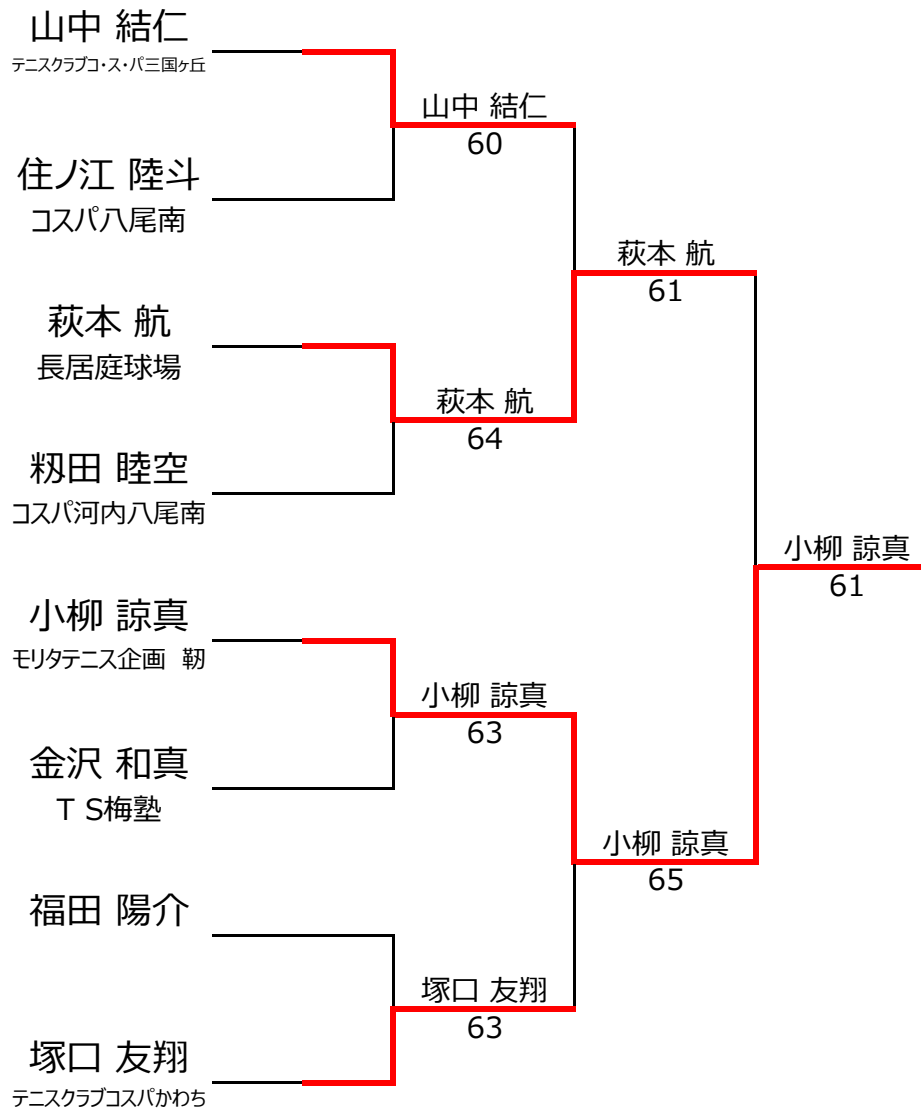 山中 結仁
テニスクラブコ・ス・パ三国ヶ丘
住ノ江 陸斗
コスパ八尾南
萩本 航
長居庭球場
籾田 睦空
コスパ河内八尾南
小柳 諒真
モリタテニス企画　靭
金沢 和真
ＴＳ梅塾
福田 陽介
塚口 友翔
テニスクラブコスパかわち
山中 結仁
60
萩本 航
64
小柳 諒真
63
塚口 友翔
63
萩本 航
61
小柳 諒真
65
小柳 諒真
61